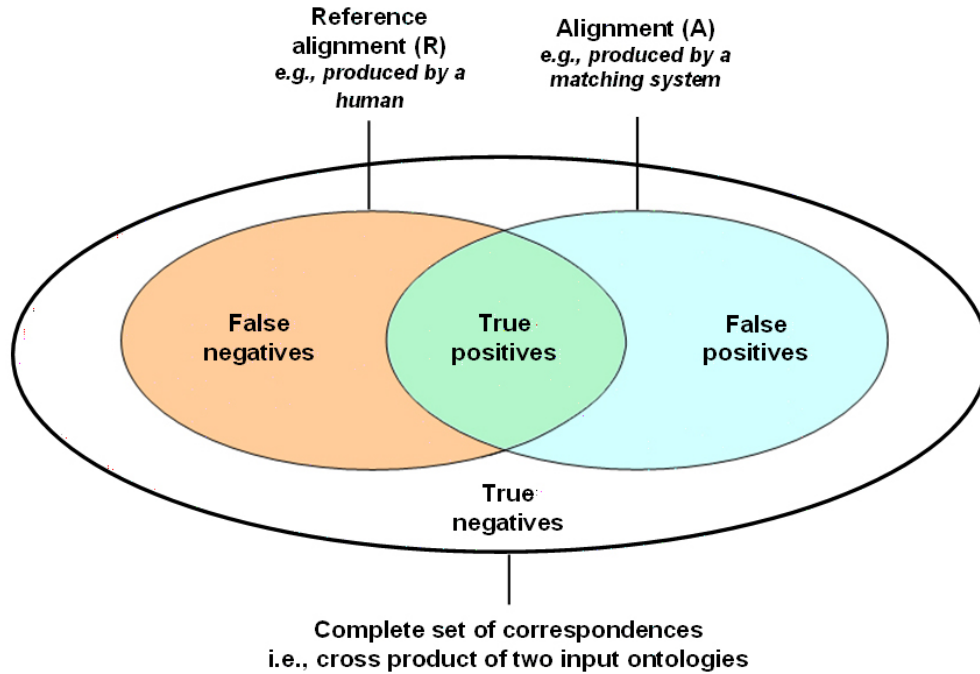 Reference
alignment (R)
e.g., produced by a
human
Alignment (A)
e.g., produced by a
matching system
False
negatives
True
positives
False
positives
True
negatives
Complete set of correspondences
i.e., cross product of two input ontologies